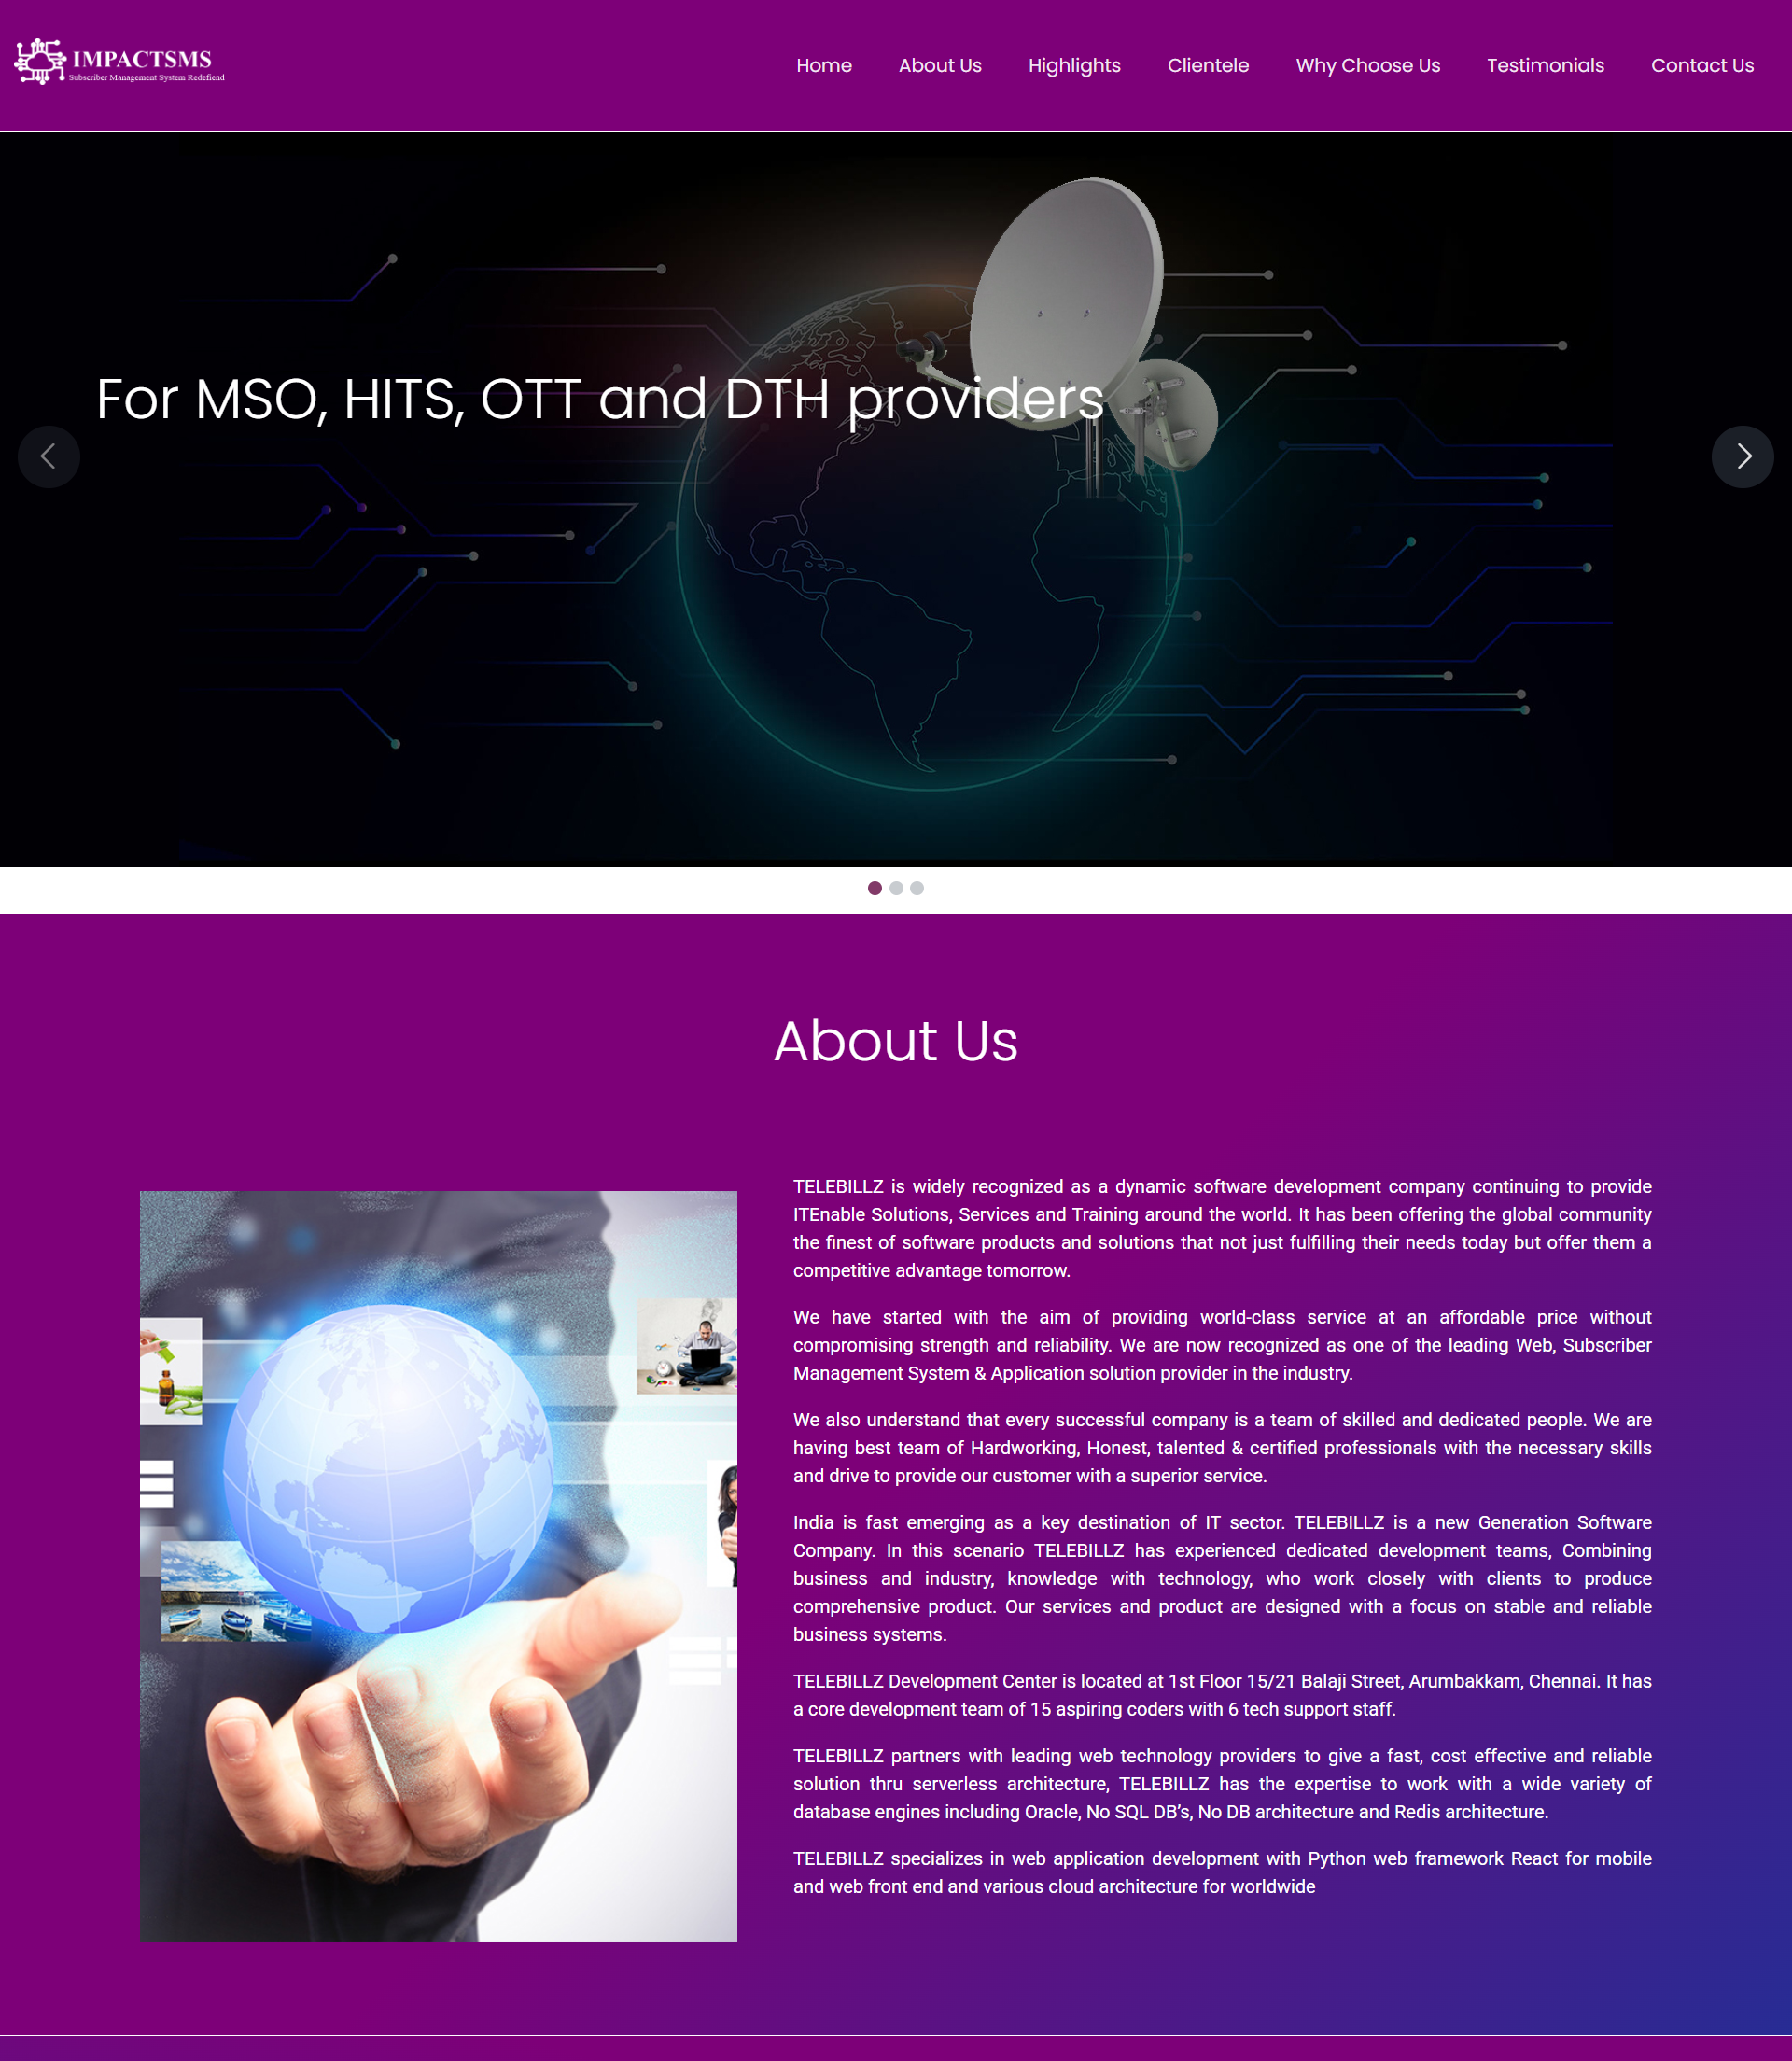 IMPACTSMS
Subscriber Management System Redefiend
Home About Us Highlights Clientele Why Choose Us Testimonials Contact Us
For MSO, HITS, OTT and DTH providers
About Us
TELEBILLZ is widely recognized as a dynamic software development company continuing to provide
ITEnable Solutions, Services and Training around the world. It has been offering the global community
the finest of software products and solutions that not just fulfilling their needs today but offer them a
competitive advantage tomorrow.
We have started with the aim of providing world-class service at an affordable price without
compromising strength and reliability. We are now recognized as one of the leading Web, Subscriber
Management System & Application solution provider in the industry.
We also understand that every successful company is a team of skilled and dedicated people. We are
having best team of Hardworking, Honest, talented & certified professionals with the necessary skills
and drive to provide our customer with a superior service.
India is fast emerging as a key destination of IT sector. TELEBILLZ is a new Generation Software
Company. In this scenario TELEBILLZ has experienced dedicated development teams, Combining
business and industry, knowledge with technology, who work closely with clients to produce
comprehensive product. Our services and product are designed with a focus on stable and reliable
business systems.
TELEBILLZ Development Center is located at 1st Floor 15/21 Balaji Street, Arumbakkam, Chennai. It has
a core development team of 15 aspiring coders with 6 tech support staff.
TELEBILLZ partners with leading web technology providers to give a fast, cost effective and reliable
solution thru serverless architecture, TELEBILLZ has the expertise to work with a wide variety of
database engines including Oracle, No SQL DB’s, No DB architecture and Redis architecture.
TELEBILLZ specializes in web application development with Python web framework React for mobile
and web front end and various cloud architecture for worldwide